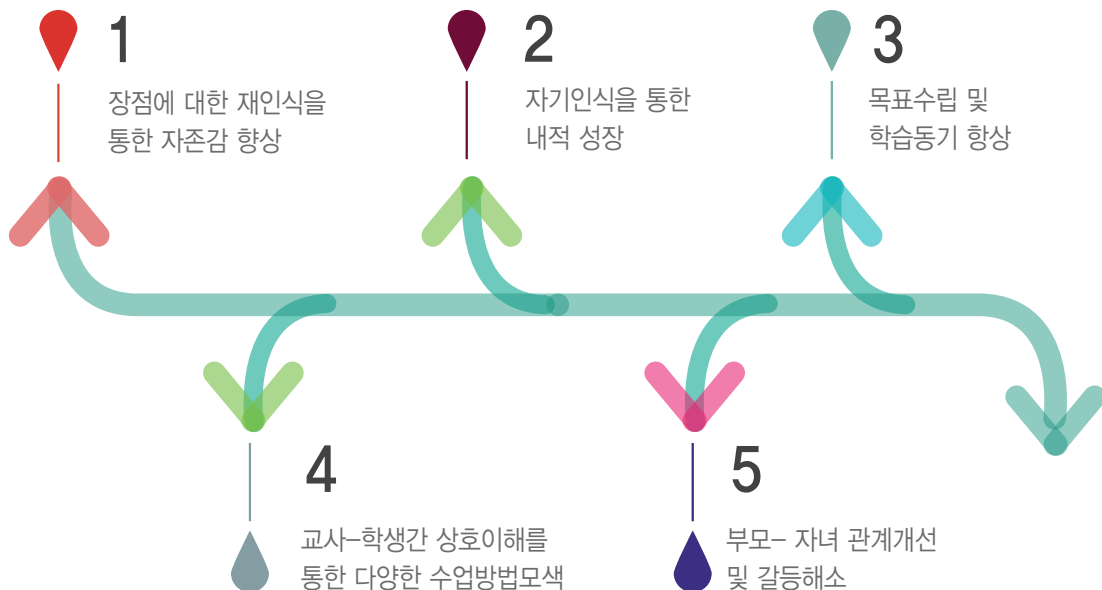 1
장점에 대한 재인식을
통한 자존감 향상
2
자기인식을 통한
내적 성장
3
목표수립 및
학습동기 향상
4
교사–학생간 상호이해를
통한 다양한 수업방법모색
5
부모– 자녀 관계개선
및 갈등해소